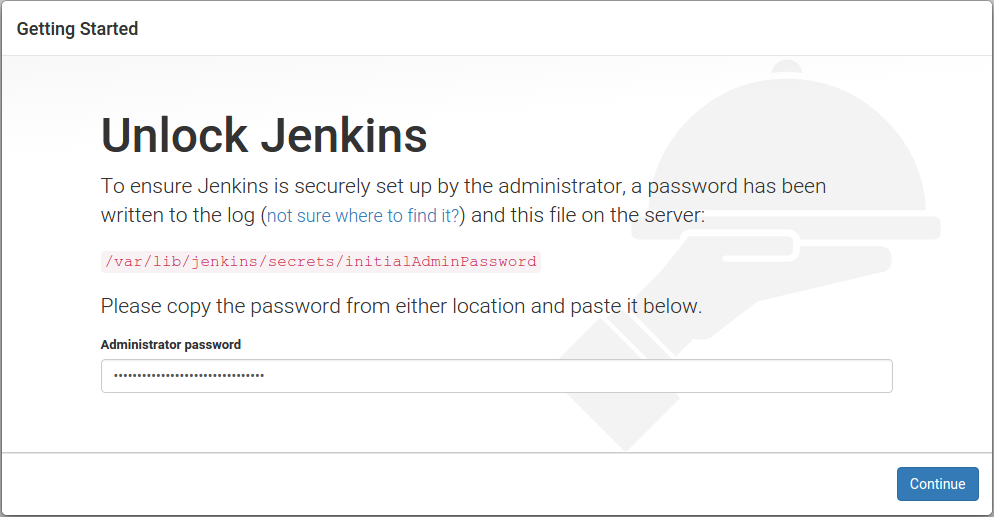 Getting Started
Unlock Jenkins
To ensure Jenkins is securely set up by the administrator, a password has been
written to the log (not sure where to find it?) and this file on the server:
/var/lib/jenkins/secrets/initialAdminPassword
Please copy the password from either location and paste it below.
Administrator password
••••••••••••••••••••••••••••••••
Continue